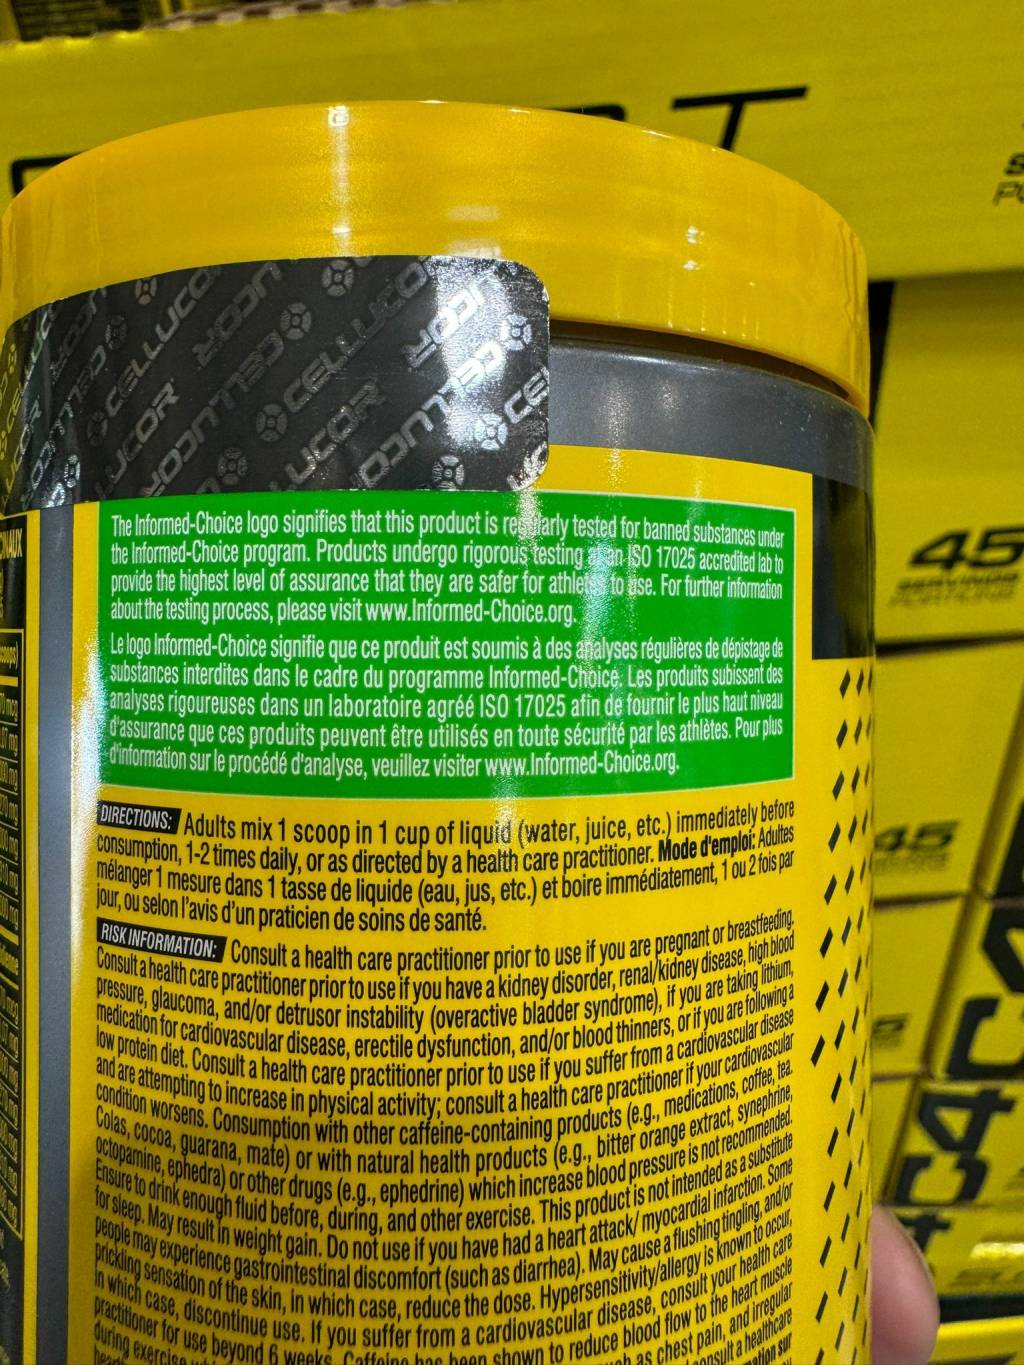 CELLUCOR
CELLUCOR
The Informed-Choice logo signifies that this product is regularly tested for banned substances under
the Informed-Choice program. Products undergo rigorous testing at an ISO 17025 accredited lab to
provide the highest level of assurance that they are safer for athletes to use. For further information
about the testing process, please visit www.Informed-Choice.org.
Le logo Informed-Choice signifie que ce produit est soumis à des analyses régulières de dépistage de
substances interdites dans le cadre du programme Informed-Choice. Les produits subissent des
analyses rigoureuses dans un laboratoire agréé ISO 17025 afin de fournir le plus haut niveau
d'assurance que ces produits peuvent être utilisés en toute sécurité par les athlètes. Pour plus
d'information sur le procédé d'analyse, veuillez visiter www.Informed-Choice.org.
DIRECTIONS: Adults mix 1 scoop in 1 cup of liquid (water, juice, etc.) immediately before
consumption, 1-2 times daily, or as directed by a health care practitioner. Mode d'emploi: Adultes
mélanger 1 mesure dans 1 tasse de liquide (eau, jus, etc.) et boire immédiatement, 1 ou 2 fois par
jour, ou selon l'avis d'un praticien de soins de santé.
RISK INFORMATION: Consult a health care practitioner prior to use if you are pregnant or breastfeeding.
Consult a health care practitioner prior to use if you have a kidney disorder, renal/kidney disease, high blood
pressure, glaucoma, and/or detrusor instability (overactive bladder syndrome), if you are taking lithium,
medication for cardiovascular disease, erectile dysfunction, and/or blood thinners, or if you are following a
low protein diet. Consult a health care practitioner prior to use if you suffer from a cardiovascular disease
and are attempting to increase in physical activity; consult a health care practitioner if your cardiovascular
condition worsens. Consumption with other caffeine-containing products (e.g., medications, coffee, tea.
Colas, cocoa, guarana, mate) or with natural health products (e.g., bitter orange extract, synephrine,
octopamine, ephedra) or other drugs (e.g., ephedrine) which increase blood pressure is not recommended.
Ensure to drink enough fluid before, during, and other exercise. This product is not intended as a substitute
for sleep. May result in weight gain. Do not use if you have had a heart attack/ myocardial infarction. Some
people may experience gastrointestinal discomfort (such as diarrhea). May cause a flushing tingling, and/or
prickling sensation of the skin, in which case, reduce the dose. Hypersensitivity/allergy is known to occur,
in which case, discontinue use. If you suffer from a cardiovascular disease, consult your health care
practitioner for use beyond 6 weeks. Caffeine has been shown to reduce blood flow to the heart muscle
during exercise
as chest pain, and irregular
consult a healthcare
45
SERVINGS
45
C4